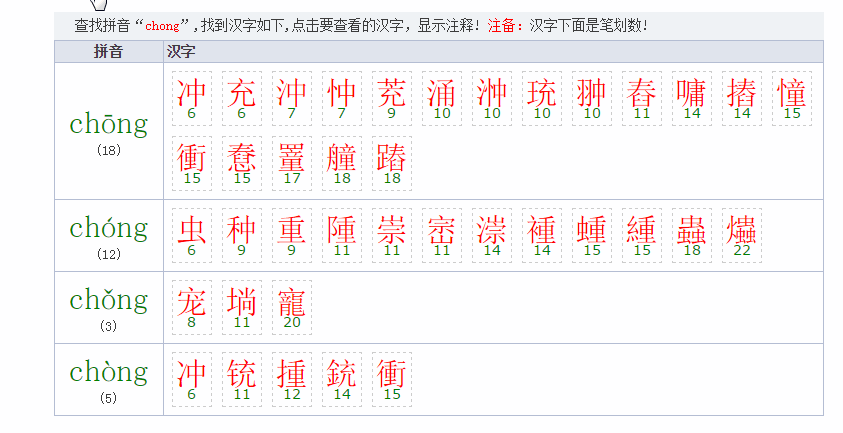 查找拼音“chong”,找到汉字如下,点击要查看的汉字，显示注释! 注备: 汉字下面是笔划数!
拼音 汉字
chōng
(18)
冲 充 沖 忡 茺 涌 浺 珫 翀 舂 嘃 摏 憧
6 6 7 7 9 10 10 10 10 11 14 14 15
衝 憃 罿 艟 蹖
15 15 17 18 18
chóng
(12)
虫 种 重 隀 崇 崈 漴 褈 蝩 緟 蟲 爞
6 9 9 11 11 11 14 14 15 15 18 22
chǒng
(3)
宠 埫 寵
8 11 20
chòng
(5)
冲 铳 揰 銃 衝
6 11 12 14 15